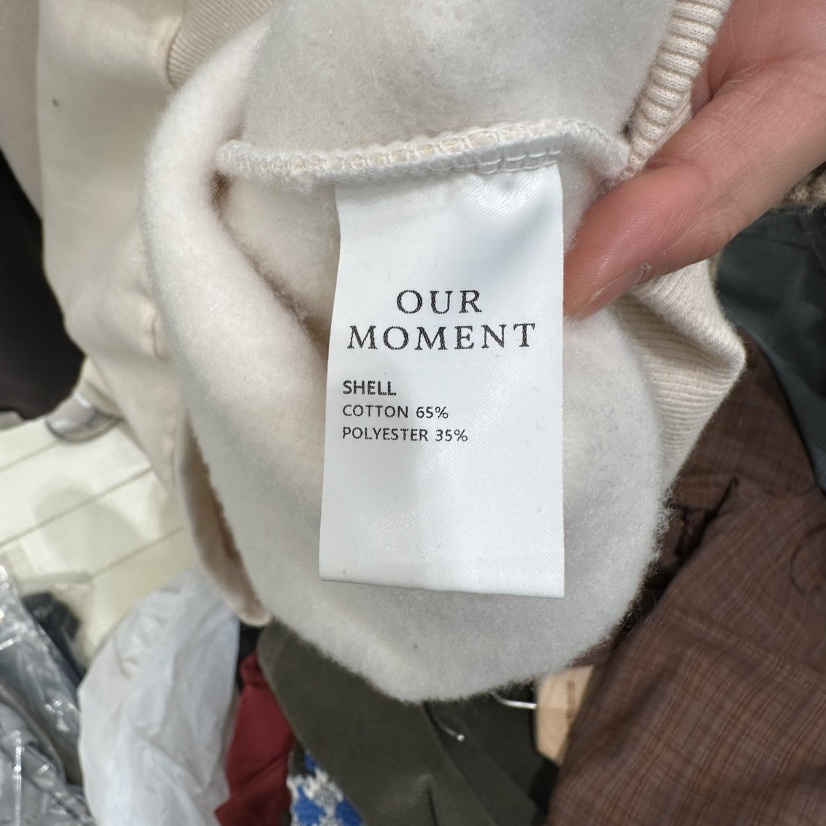 OUR
MOMENT
SHELL
COTTON 65%
POLYESTER 35%